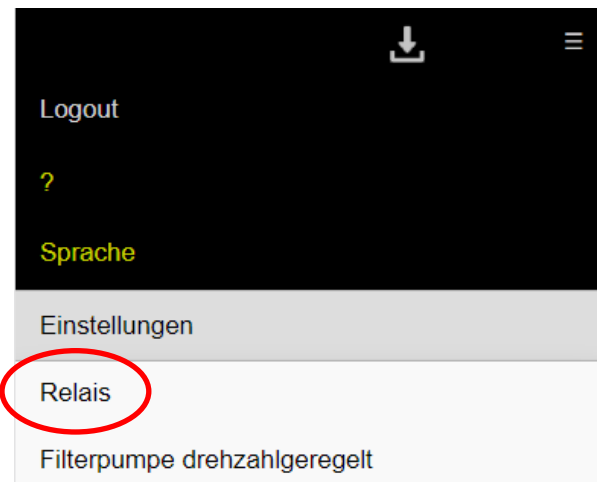 Logout
?
Sprache
Einstellungen
Relais
Filterpumpe drehzahlgeregelt